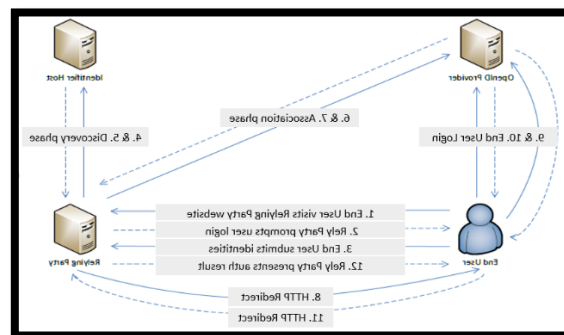 Identifier Host
OpenID Provider
6. & 7. Association phase
4. & 5. Discovery phase
9. & 10. End User Login
1. End User visits Relying Party website
2. Rely Party prompts user login
3. End User submits identities
12. Rely Party presents auth result
Relying Party
End User
8. HTTP Redirect
11. HTTP Redirect